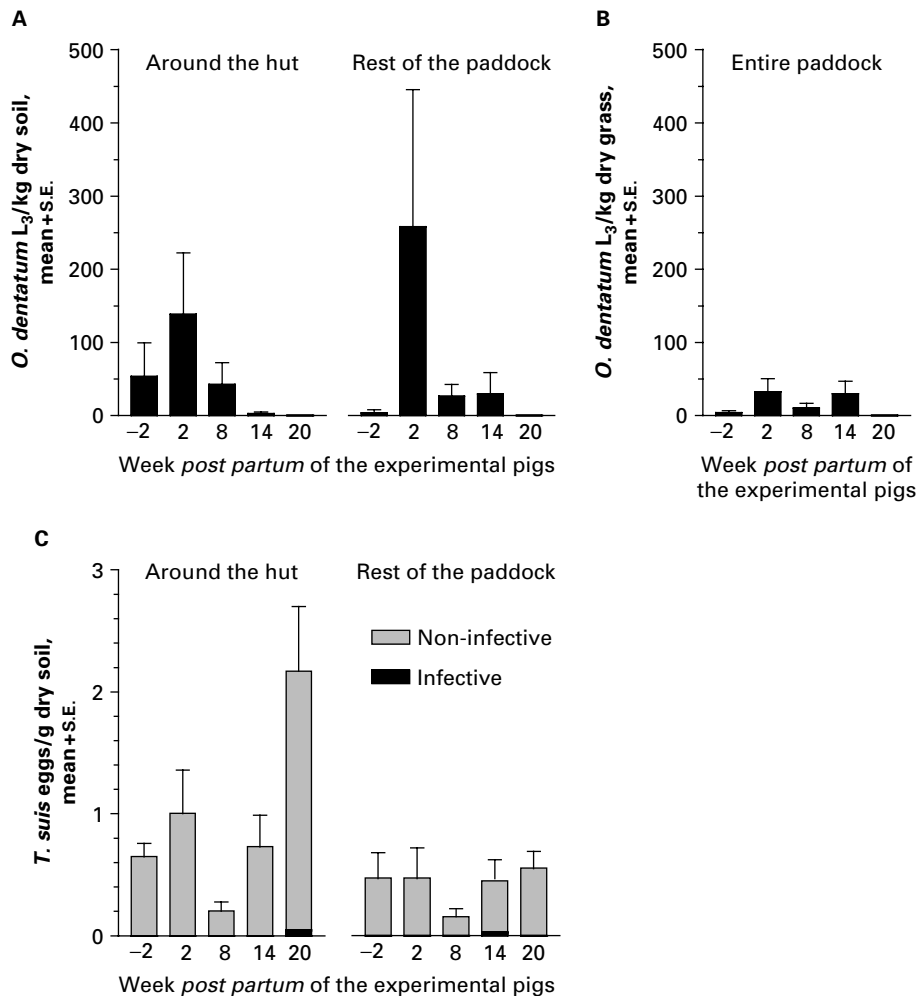 A
Around the hut
Rest of the paddock
O. dentatum L₃/kg dry soil,
mean + S.E.
500
400
300
200
100
0
−2 2 8 14 20
−2 2 8 14 20
Week post partum of the experimental pigs
B
Entire paddock
O. dentatum L₃/kg dry grass,
mean + S.E.
500
400
300
200
100
0
−2 2 8 14 20
Week post partum of
the experimental pigs
C
Around the hut
Rest of the paddock
T. suis eggs/g dry soil,
mean + S.E.
3
2
1
0
Non-infective
Infective
−2 2 8 14 20
−2 2 8 14 20
Week post partum of the experimental pigs